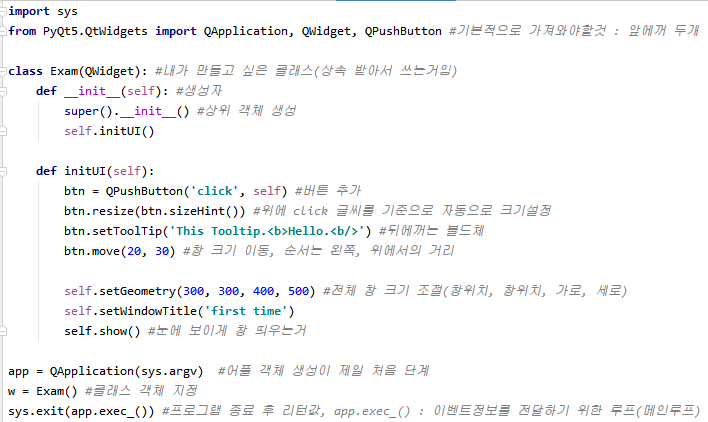 import sys
from PyQt5.QtWidgets import QApplication, QWidget, QPushButton #기본적으로 가져와야할것 : 앞에꺼 두개
class Exam(QWidget): #내가 만들고 싶은 클래스(상속 받아서 쓰는거임)
def __init__(self): #생성자
super().__init__() #상위 객체 생성
self.initUI()
def initUI(self):
btn = QPushButton('click', self) #버튼 추가
btn.resize(btn.sizeHint()) #위에 click 글씨를 기준으로 자동으로 크기설정
btn.setToolTip('This Tooltip.<b>Hello.<b/>') #뒤에꺼는 볼드체
btn.move(20, 30) #창 크기 이동, 순서는 왼쪽, 위에서의 거리
self.setGeometry(300, 300, 400, 500) #전체 창 크기 조절(창위치, 창위치, 가로, 세로)
self.setWindowTitle('first time')
self.show() #눈에 보이게 창 띄우는거
app = QApplication(sys.argv) #어플 객체 생성이 제일 처음 단계
w = Exam() #클래스 객체 지정
sys.exit(app.exec_()) #프로그램 종료 후 리턴값, app.exec_() : 이벤트정보를 전달하기 위한 루프(메인루프)